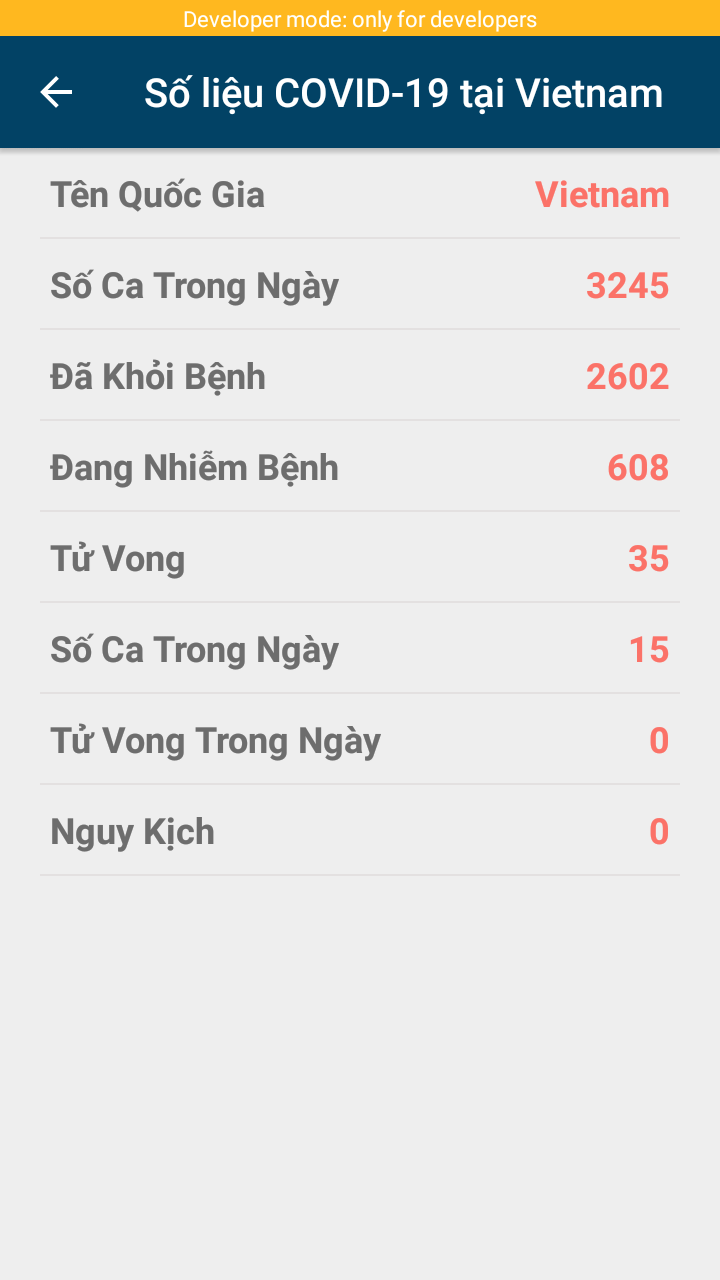 Developer mode: only for developers
Số liệu COVID-19 tại Vietnam
Tên Quốc Gia Vietnam
Số Ca Trong Ngày 3245
Đã Khỏi Bệnh 2602
Đang Nhiễm Bệnh 608
Tử Vong 35
Số Ca Trong Ngày 15
Tử Vong Trong Ngày 0
Nguy Kịch 0